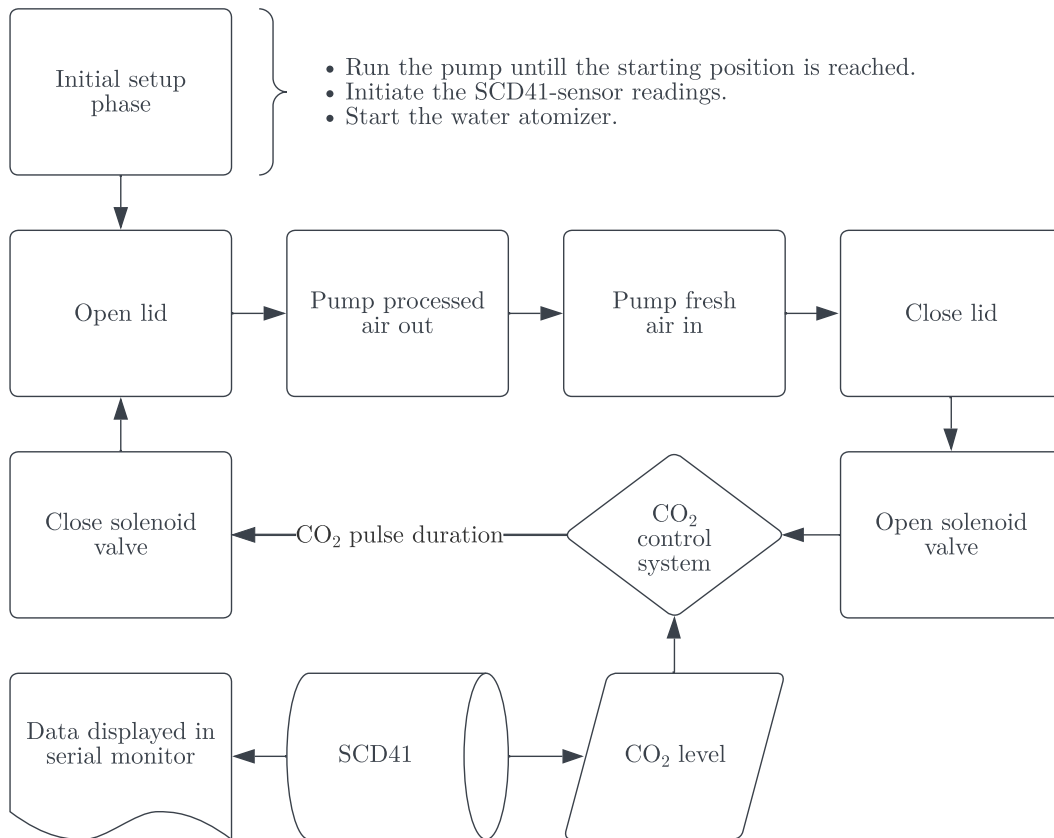 Initial setup
phase
• Run the pump untill the starting position is reached.
• Initiate the SCD41-sensor readings.
• Start the water atomizer.
Open lid
Pump processed
air out
Pump fresh
air in
Close lid
Close solenoid
valve
CO₂ pulse duration
CO₂
control
system
Open solenoid
valve
Data displayed in
serial monitor
SCD41
CO₂ level